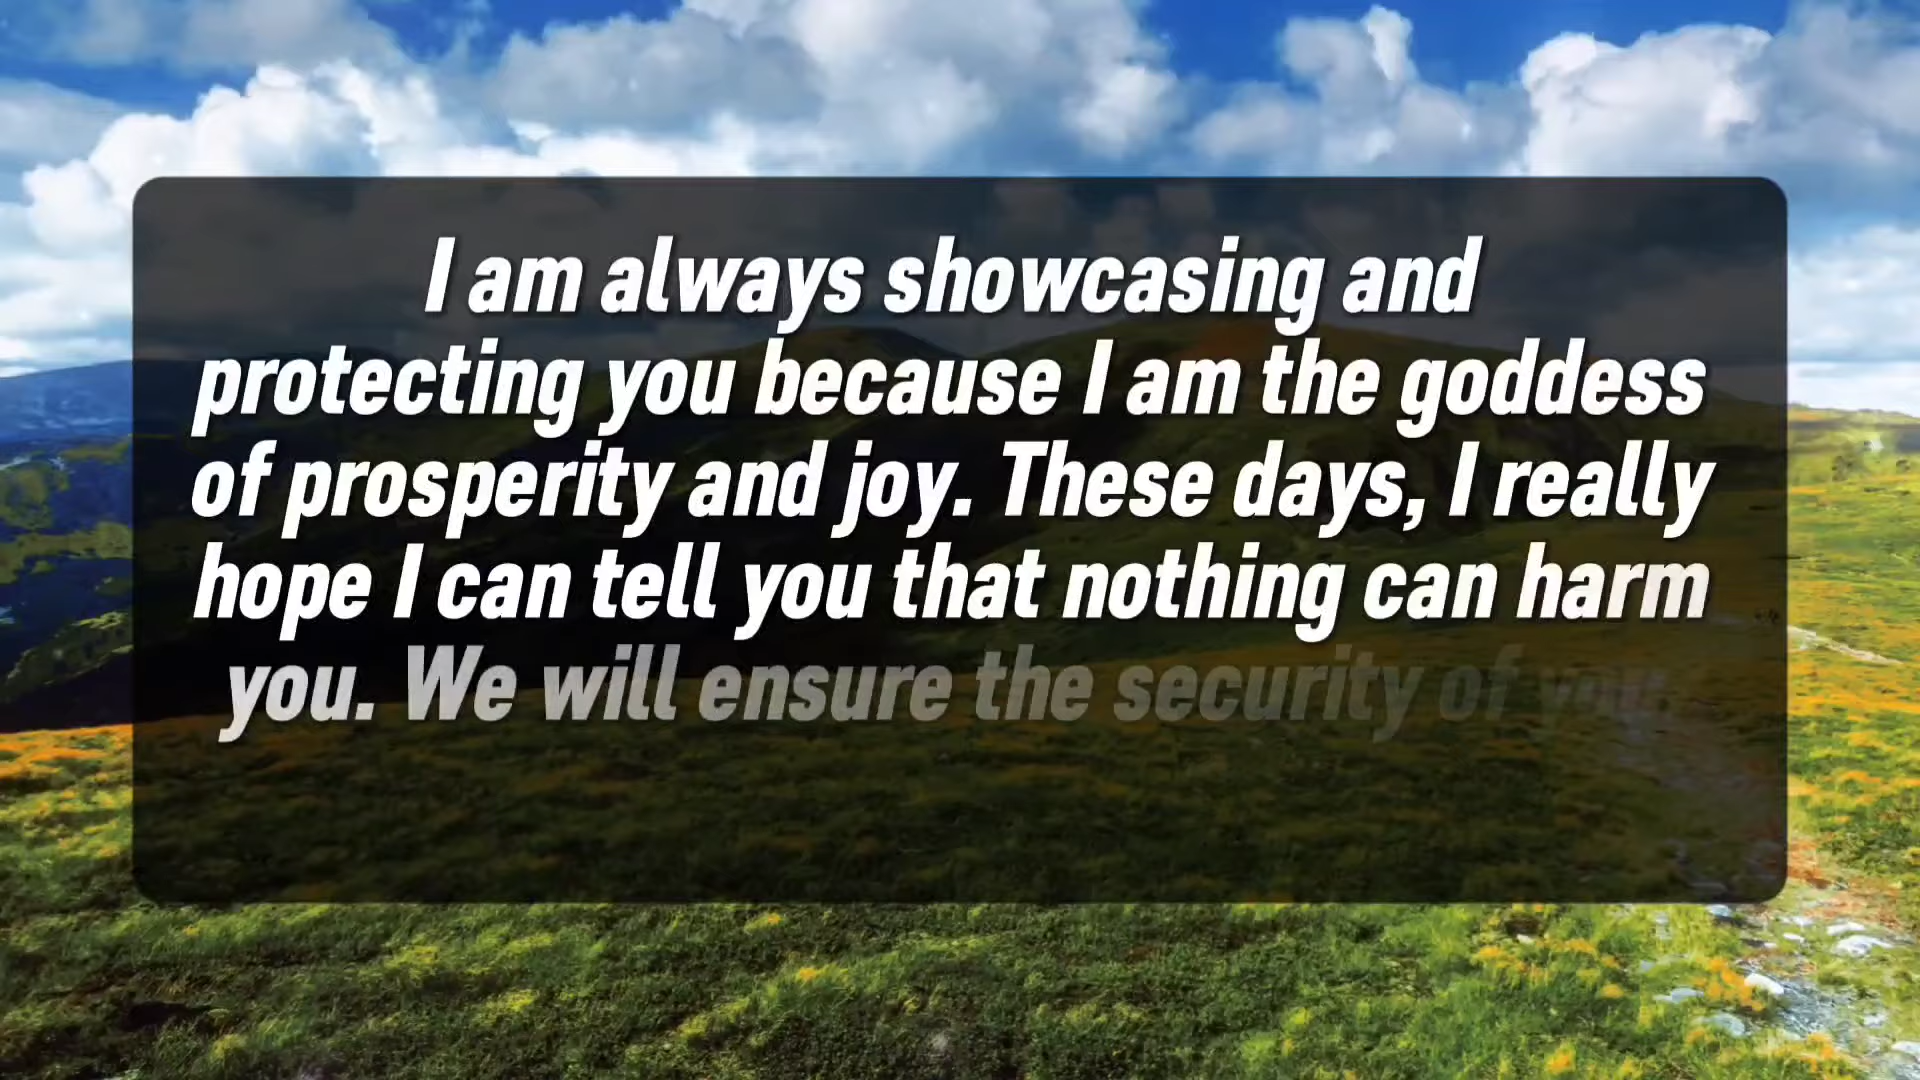 I am always showcasing and
protecting you because I am the goddess
of prosperity and joy. These days, I really
hope I can tell you that nothing can harm
you. We will ensure the security of